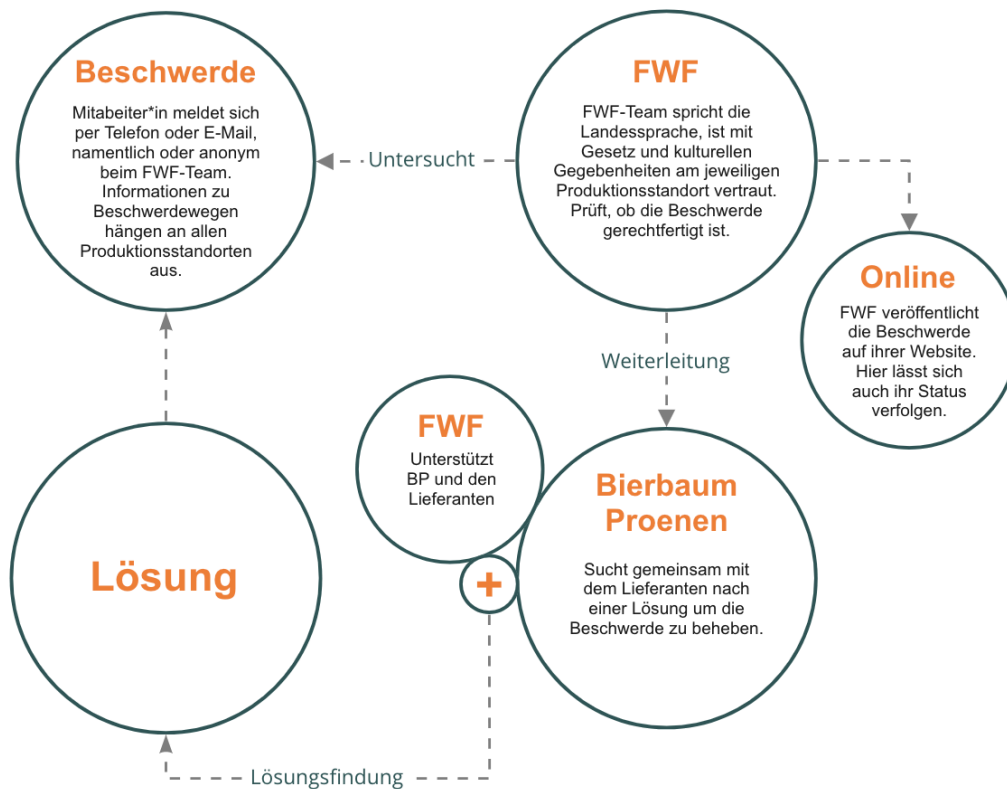 Beschwerde
Mitabeiter*in meldet sich
per Telefon oder E-Mail,
namentlich oder anonym
beim FWF-Team.
Informationen zu
Beschwerdewegen
hängen an allen
Produktionsstandorten
aus.
Untersucht
FWF
FWF-Team spricht die
Landessprache, ist mit
Gesetz und kulturellen
Gegebenheiten am jeweiligen
Produktionsstandort vertraut.
Prüft, ob die Beschwerde
gerechtfertigt ist.
Online
FWF veröffentlicht
die Beschwerde
auf ihrer Website.
Hier lässt sich
auch ihr Status
verfolgen.
Weiterleitung
FWF
Unterstützt
BP und den
Lieferanten
+
Bierbaum
Proenen
Sucht gemeinsam mit
dem Lieferanten nach
einer Lösung um die
Beschwerde zu beheben.
Lösung
Lösungsfindung